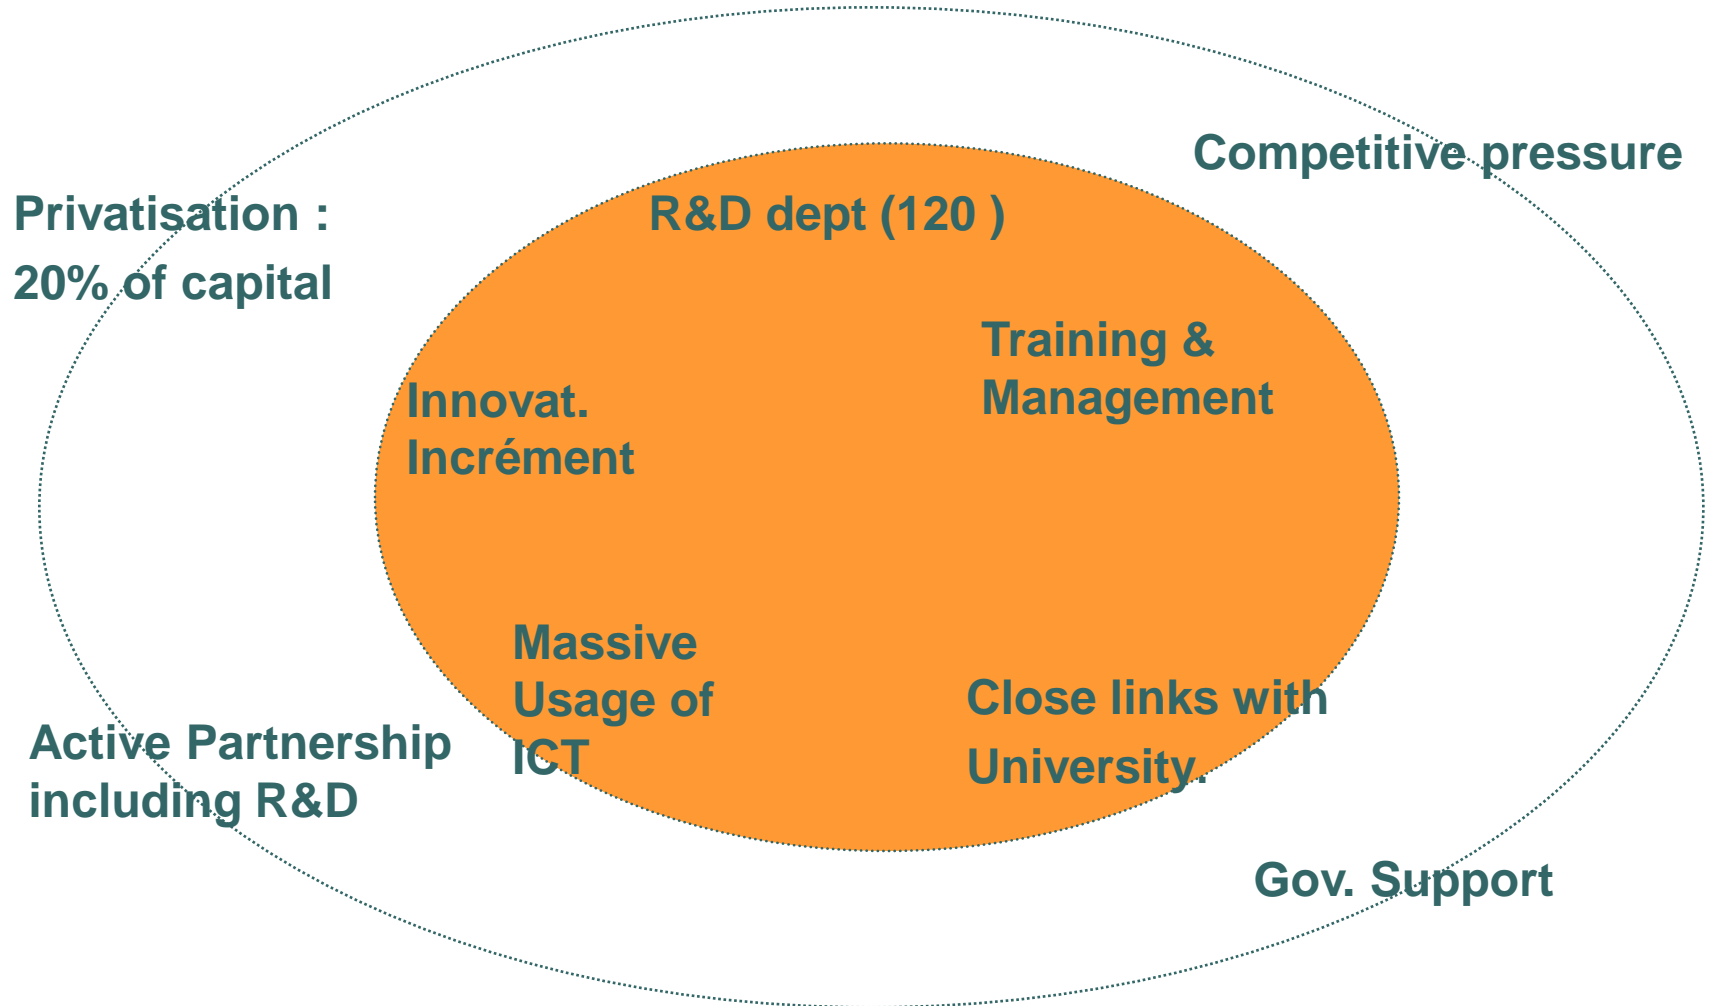 Competitive pressure
Privatisation :
20% of capital
R&D dept (120 )
Training &
Management
Innovat.
Incrément
Massive
Usage of
ICT
Close links with
University.
Active Partnership
including R&D
Gov. Support